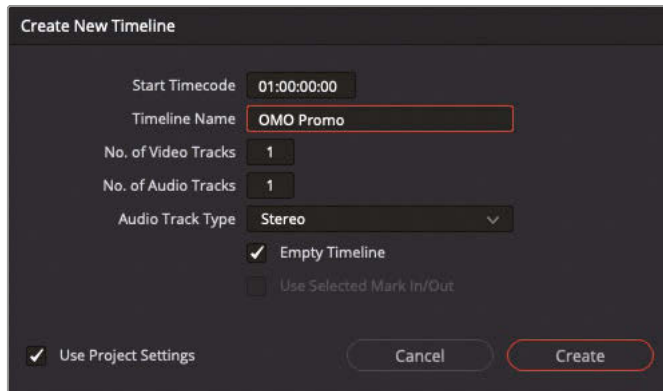 Create New Timeline
Start Timecode 01:00:00:00
Timeline Name OMO Promo
No. of Video Tracks 1
No. of Audio Tracks 1
Audio Track Type Stereo
Empty Timeline
Use Selected Mark In/Out
Use Project Settings Cancel Create